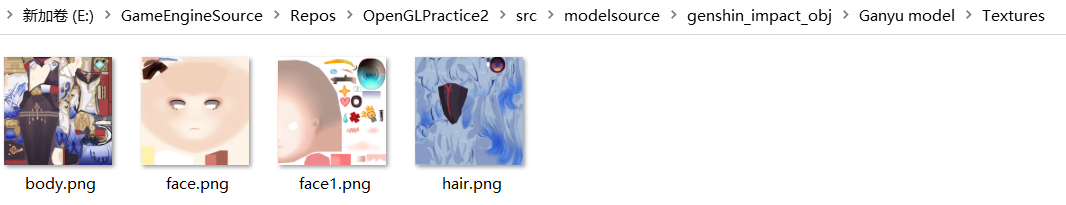 新加卷 (E:) > GameEngineSource > Repos > OpenGLPractice2 > src > modelsource > genshin_impact_obj > Ganyu model > Textures
body.png face.png face1.png hair.png